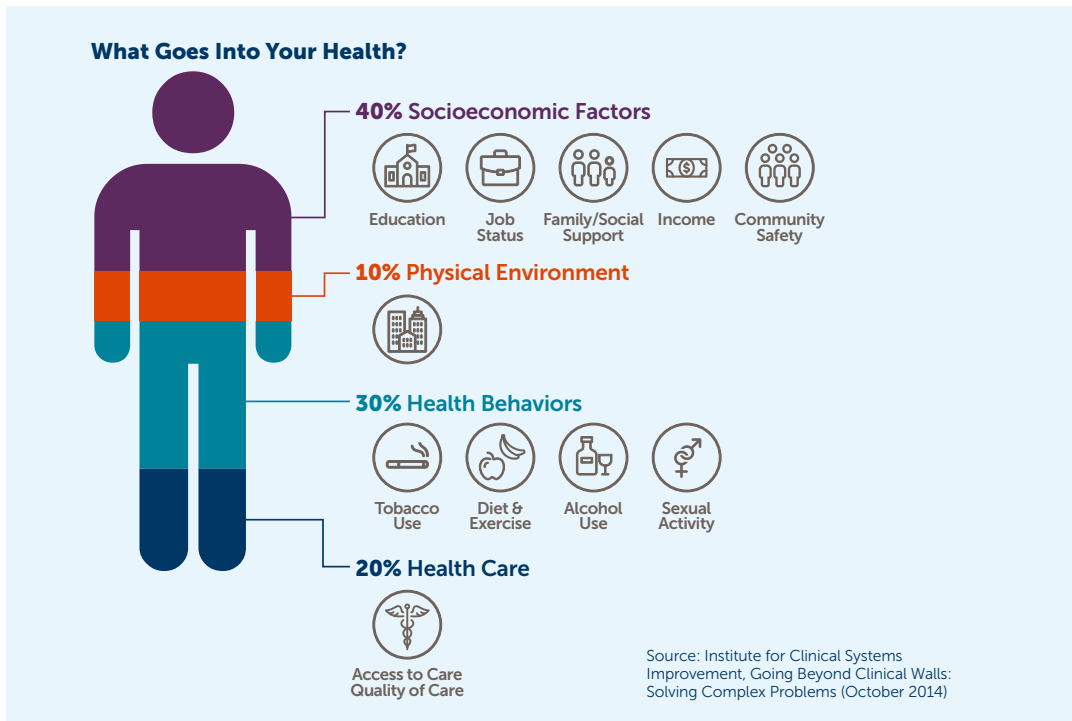 What Goes Into Your Health?
40% Socioeconomic Factors
Education
Job
Status
Family/Social
Support
Income
Community
Safety
10% Physical Environment
30% Health Behaviors
Tobacco
Use
Diet &
Exercise
Alcohol
Use
Sexual
Activity
20% Health Care
Access to Care
Quality of Care
Source: Institute for Clinical Systems
Improvement, Going Beyond Clinical Walls:
Solving Complex Problems (October 2014)